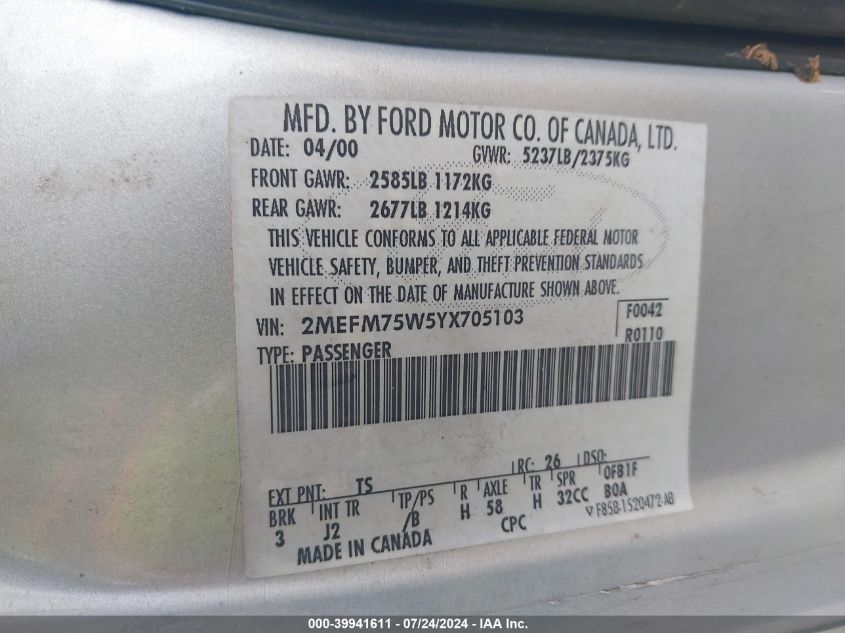 MFD. BY FORD MOTOR CO. OF CANADA, LTD.
DATE: 04/00 GVWR: 5237LB/2375KG
FRONT GAWR: 2585LB 1172KG
REAR GAWR: 2677LB 1214KG
THIS VEHICLE CONFORMS TO ALL APPLICABLE FEDERAL MOTOR
VEHICLE SAFETY, BUMPER, AND THEFT PREVENTION STANDARDS
IN EFFECT ON THE DATE OF MANUFACTURE SHOWN ABOVE.
VIN: 2MEFM75W5YX705103 F0042
TYPE: PASSENGER R0110
EXT PNT: TS RC: 26 DSO:
BRK INT TR TP/PS R AXLE TR SPR 0FB1F
3 J2 /B H 58 H 32CC B0A
MADE IN CANADA CPC F85B-1520472-AB
000-39941611 - 07/24/2024 - IAAI Inc.